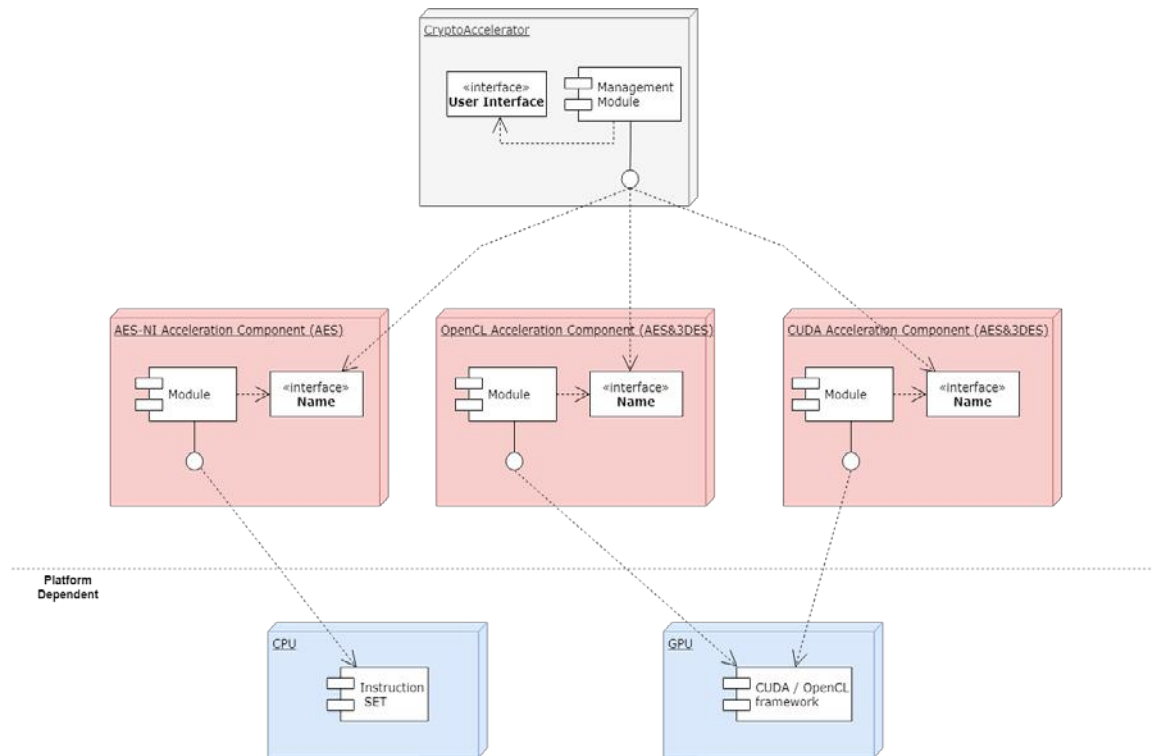 CryptoAccelerator
«interface»
User Interface
Management
Module
AES-NI Acceleration Component (AES)
Module
«interface»
Name
OpenCL Acceleration Component (AES&3DES)
Module
«interface»
Name
CUDA Acceleration Component (AES&3DES)
Module
«interface»
Name
Platform
Dependent
CPU
Instruction
SET
GPU
CUDA / OpenCL
framework